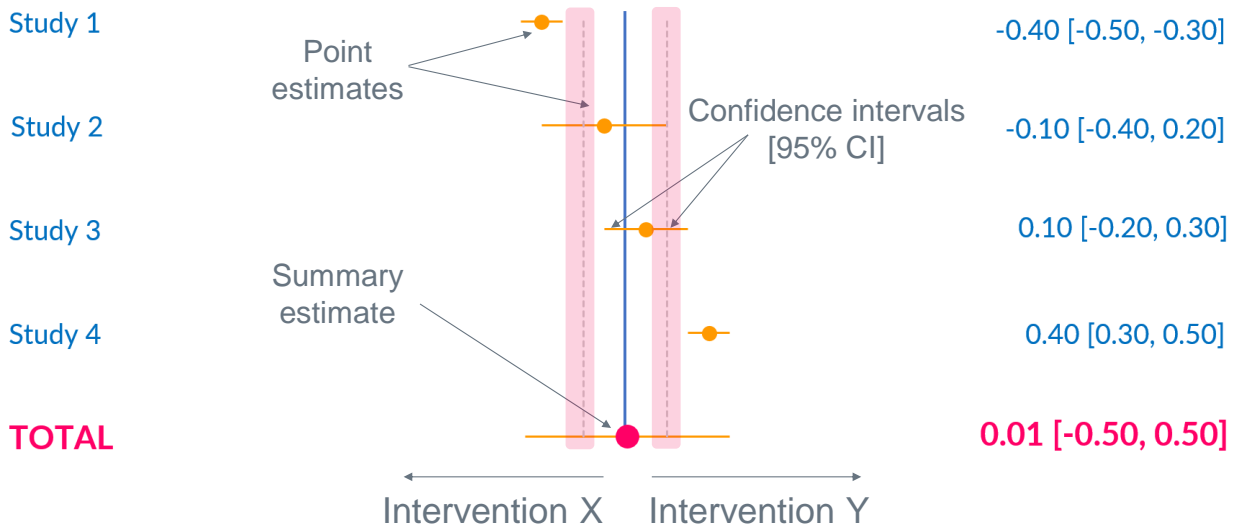 Study 1
-0.40 [-0.50, -0.30]
Point
estimates
Study 2
Confidence intervals
[95% CI]
-0.10 [-0.40, 0.20]
Study 3
0.10 [-0.20, 0.30]
Summary
estimate
Study 4
0.40 [0.30, 0.50]
TOTAL
0.01 [-0.50, 0.50]
Intervention X
Intervention Y